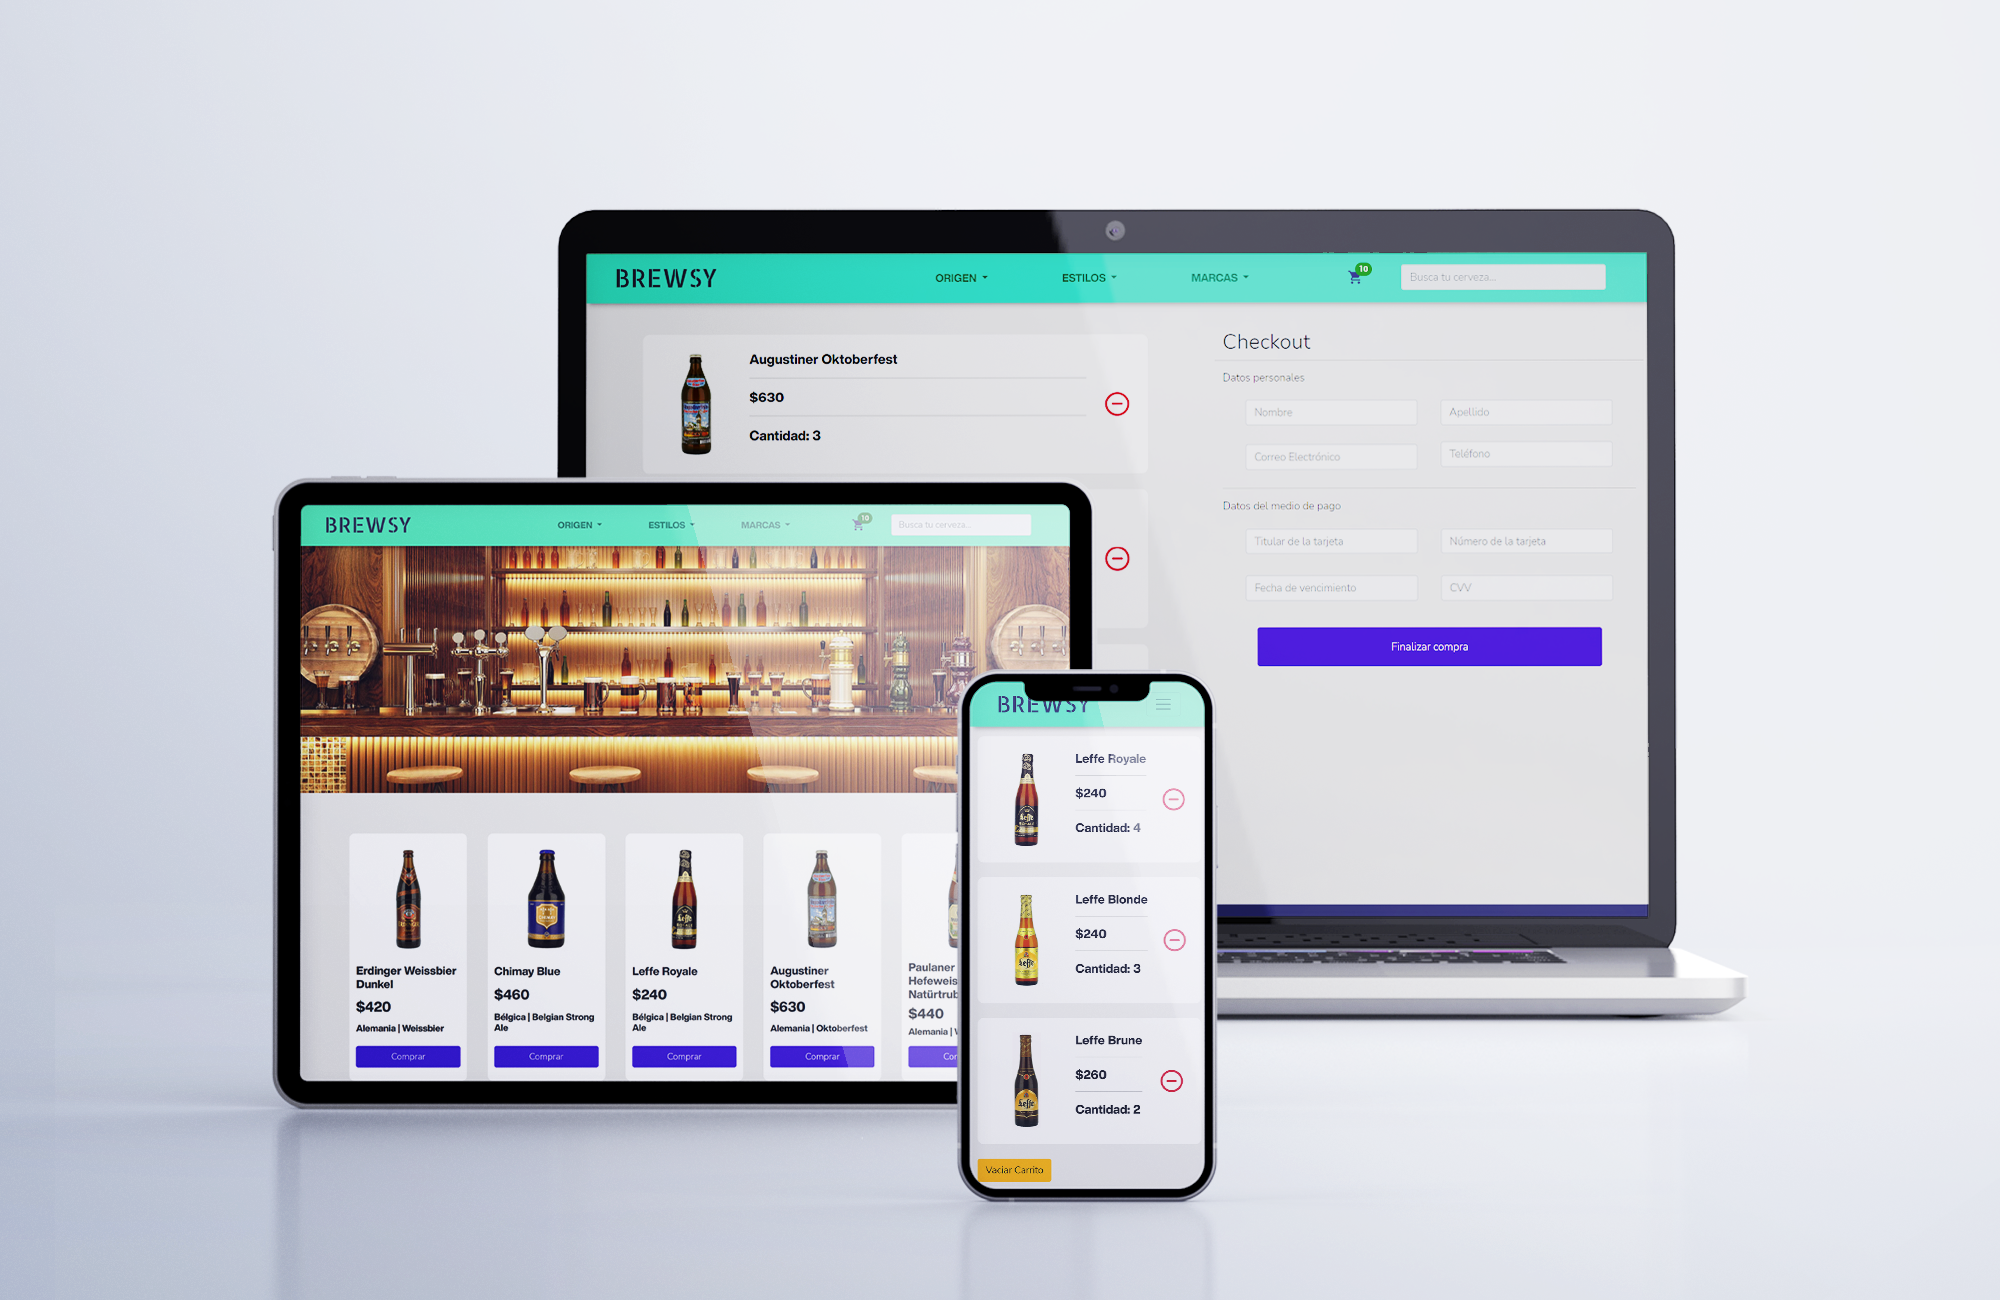 BREWSY
ORIGEN
ESTILOS
MARCAS
10
Busca tu cerveza...
Augustiner Oktoberfest
$630
Cantidad: 3
Checkout
Datos personales
Nombre
Apellido
Correo Electrónico
Teléfono
Datos del medio de pago
Titular de la tarjeta
Número de la tarjeta
Fecha de vencimiento
CVV
Finalizar compra
BREWSY
ORIGEN
ESTILOS
MARCAS
10
Busca tu cerveza...
Erdinger Weissbier
Dunkel
$420
Alemania | Weissbier
Comprar
Chimay Blue
$460
Bélgica | Belgian Strong
Ale
Comprar
Leffe
Leffe Royale
$240
Bélgica | Belgian Strong
Ale
Comprar
Augustiner
Oktoberfest
$630
Alemania | Oktoberfest
Comprar
Paulaner
Hefeweis
Natürtrub
$440
Alemania | W
Co
BREWSY
Leffe
Leffe Royale
$240
Cantidad: 4
Leffe
Leffe Blonde
$240
Cantidad: 3
Leffe
Leffe Brune
$260
Cantidad: 2
Vaciar Carrito